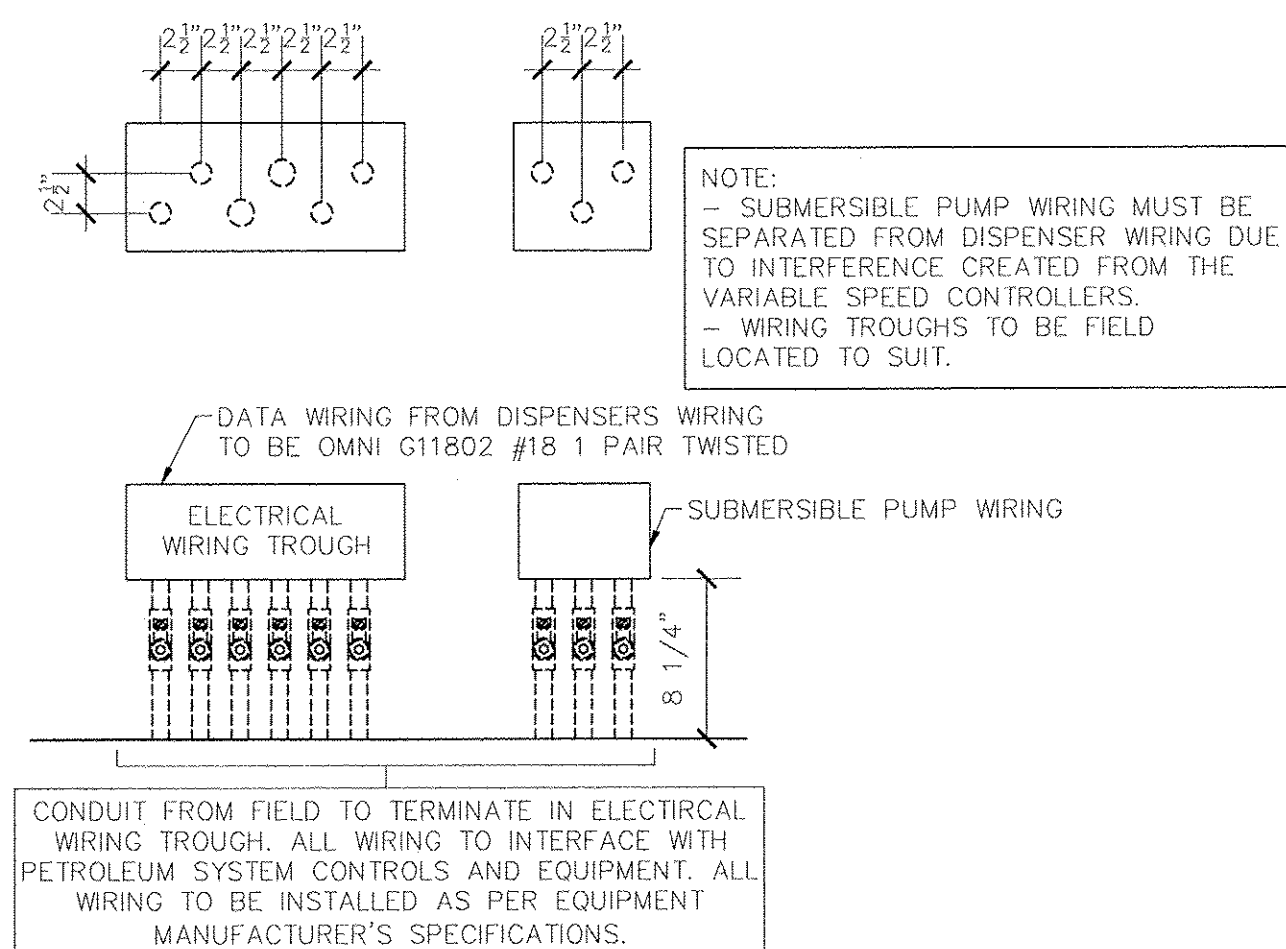 2½" 2½" 2½" 2½" 2½"
2½" 2½"
2½"
NOTE:
– SUBMERSIBLE PUMP WIRING MUST BE
SEPARATED FROM DISPENSER WIRING DUE
TO INTERFERENCE CREATED FROM THE
VARIABLE SPEED CONTROLLERS.
– WIRING TROUGHS TO BE FIELD
LOCATED TO SUIT.
DATA WIRING FROM DISPENSERS WIRING
TO BE OMNI G11802 #18 1 PAIR TWISTED
ELECTRICAL
WIRING TROUGH
SUBMERSIBLE PUMP WIRING
8 1/4"
CONDUIT FROM FIELD TO TERMINATE IN ELECTIRCAL
WIRING TROUGH. ALL WIRING TO INTERFACE WITH
PETROLEUM SYSTEM CONTROLS AND EQUIPMENT. ALL
WIRING TO BE INSTALLED AS PER EQUIPMENT
MANUFACTURER'S SPECIFICATIONS.